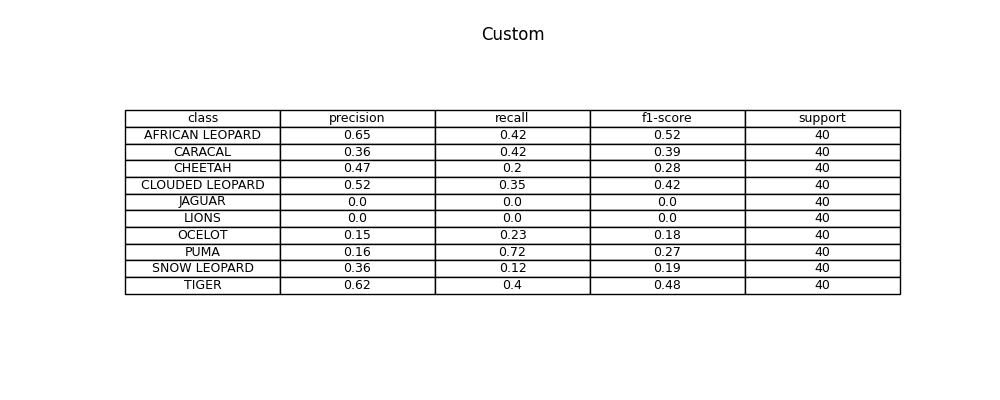 Custom
class precision recall f1-score support
AFRICAN LEOPARD 0.65 0.42 0.52 40
CARACAL 0.36 0.42 0.39 40
CHEETAH 0.47 0.2 0.28 40
CLOUDED LEOPARD 0.52 0.35 0.42 40
JAGUAR 0.0 0.0 0.0 40
LIONS 0.0 0.0 0.0 40
OCELOT 0.15 0.23 0.18 40
PUMA 0.16 0.72 0.27 40
SNOW LEOPARD 0.36 0.12 0.19 40
TIGER 0.62 0.4 0.48 40